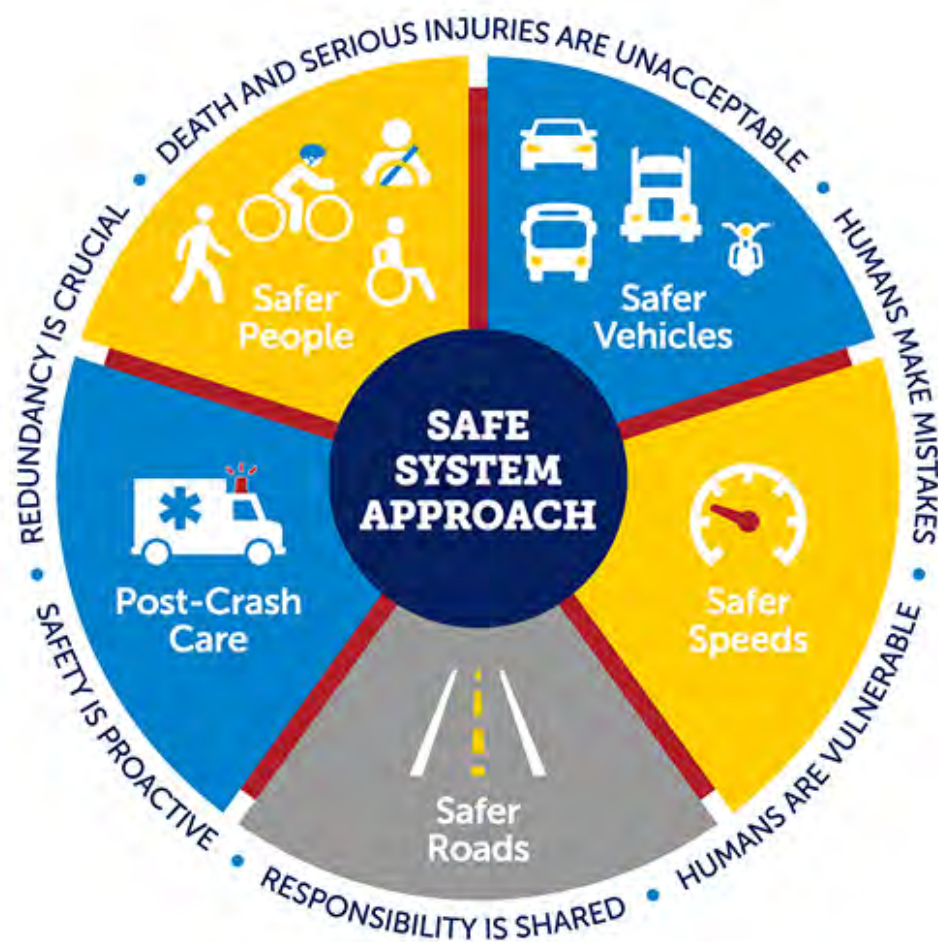 DEATH AND SERIOUS INJURIES ARE UNACCEPTABLE
HUMANS MAKE MISTAKES
HUMANS ARE VULNERABLE
RESPONSIBILITY IS SHARED
SAFETY IS PROACTIVE
REDUNDANCY IS CRUCIAL
Safer
People
Safer
Vehicles
SAFE
SYSTEM
APPROACH
Safer
Speeds
Post-Crash
Care
Safer
Roads